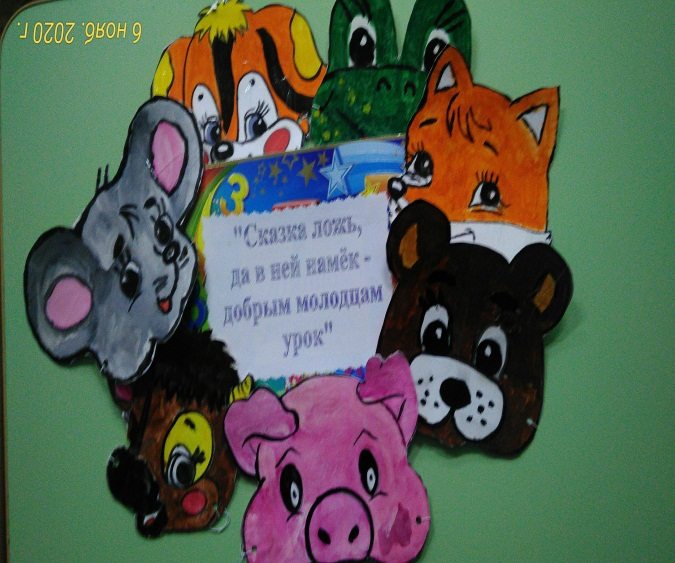 6 нояб. 2020 г.
"Сказка ложь,
да в ней намёк -
добрым молодцам
урок"